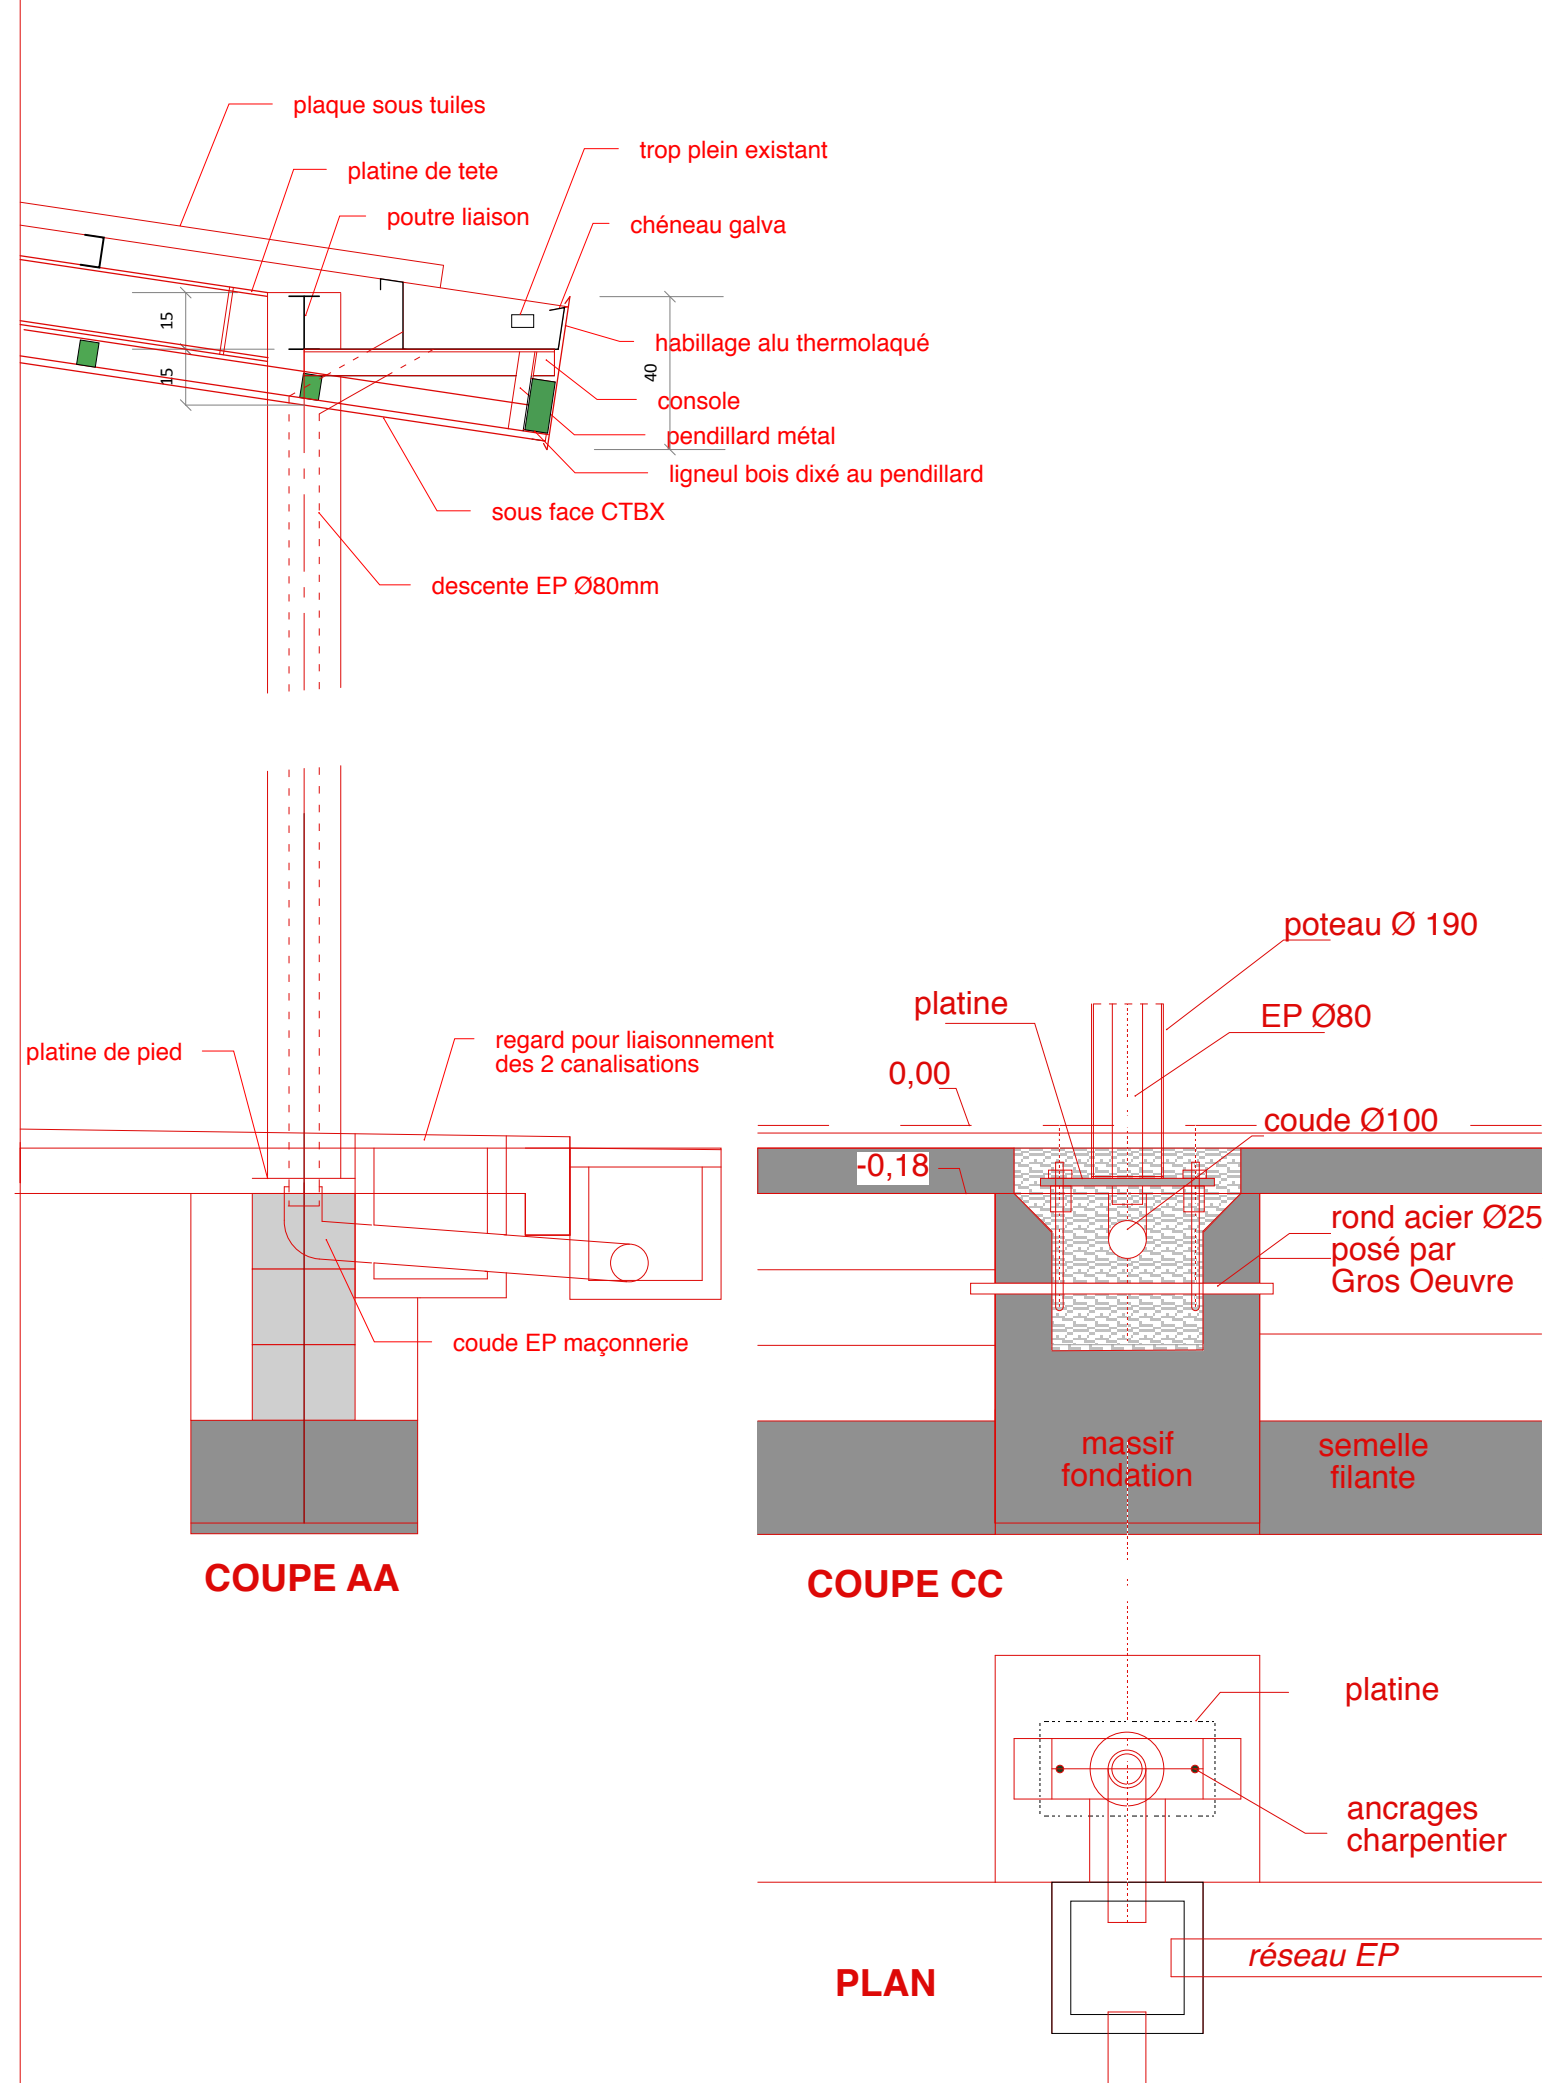 plaque sous tuiles
trop plein existant
platine de tete
poutre liaison
chéneau galva
15
habillage alu thermolaqué
15
40
console
pendillard métal
ligneul bois dixé au pendillard
sous face CTBX
descente EP Ø80mm
poteau Ø 190
platine
EP Ø80
regard pour liaisonnement
des 2 canalisations
platine de pied
0,00
coude Ø100
-0,18
rond acier Ø25
posé par
Gros Oeuvre
coude EP maçonnerie
massif
fondation
semelle
filante
COUPE AA
COUPE CC
platine
ancrages
charpentier
réseau EP
PLAN